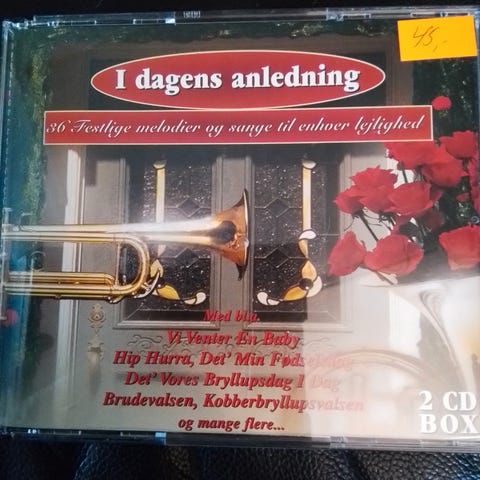 45,-
I dagens anledning
36 Festlige melodier og sange til enhver lejlighed
Med bl.a.
Vi Venter En Baby
Hip Hurra, Det' Min Fødselsdag
Det' Vores Bryllupsdag I Dag
Brudevalsen, Kobberbryllupsvalsen
og mange flere...
2 CD
BOX